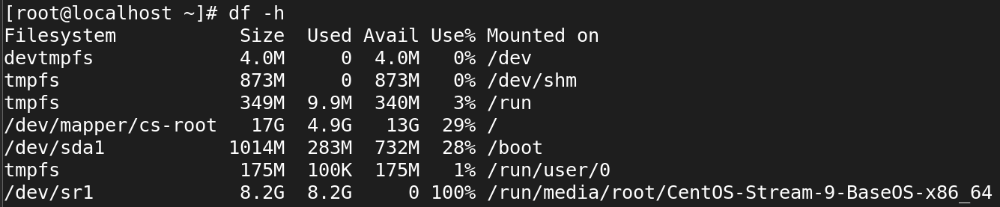 [root@localhost ~]# df -h
Filesystem           Size  Used Avail Use% Mounted on
devtmpfs             4.0M     0  4.0M   0% /dev
tmpfs                873M     0  873M   0% /dev/shm
tmpfs                349M  9.9M  340M   3% /run
/dev/mapper/cs-root   17G  4.9G   13G  29% /
/dev/sda1           1014M  283M  732M  28% /boot
tmpfs                175M  100K  175M   1% /run/user/0
/dev/sr1             8.2G  8.2G     0 100% /run/media/root/CentOS-Stream-9-BaseOS-x86_64